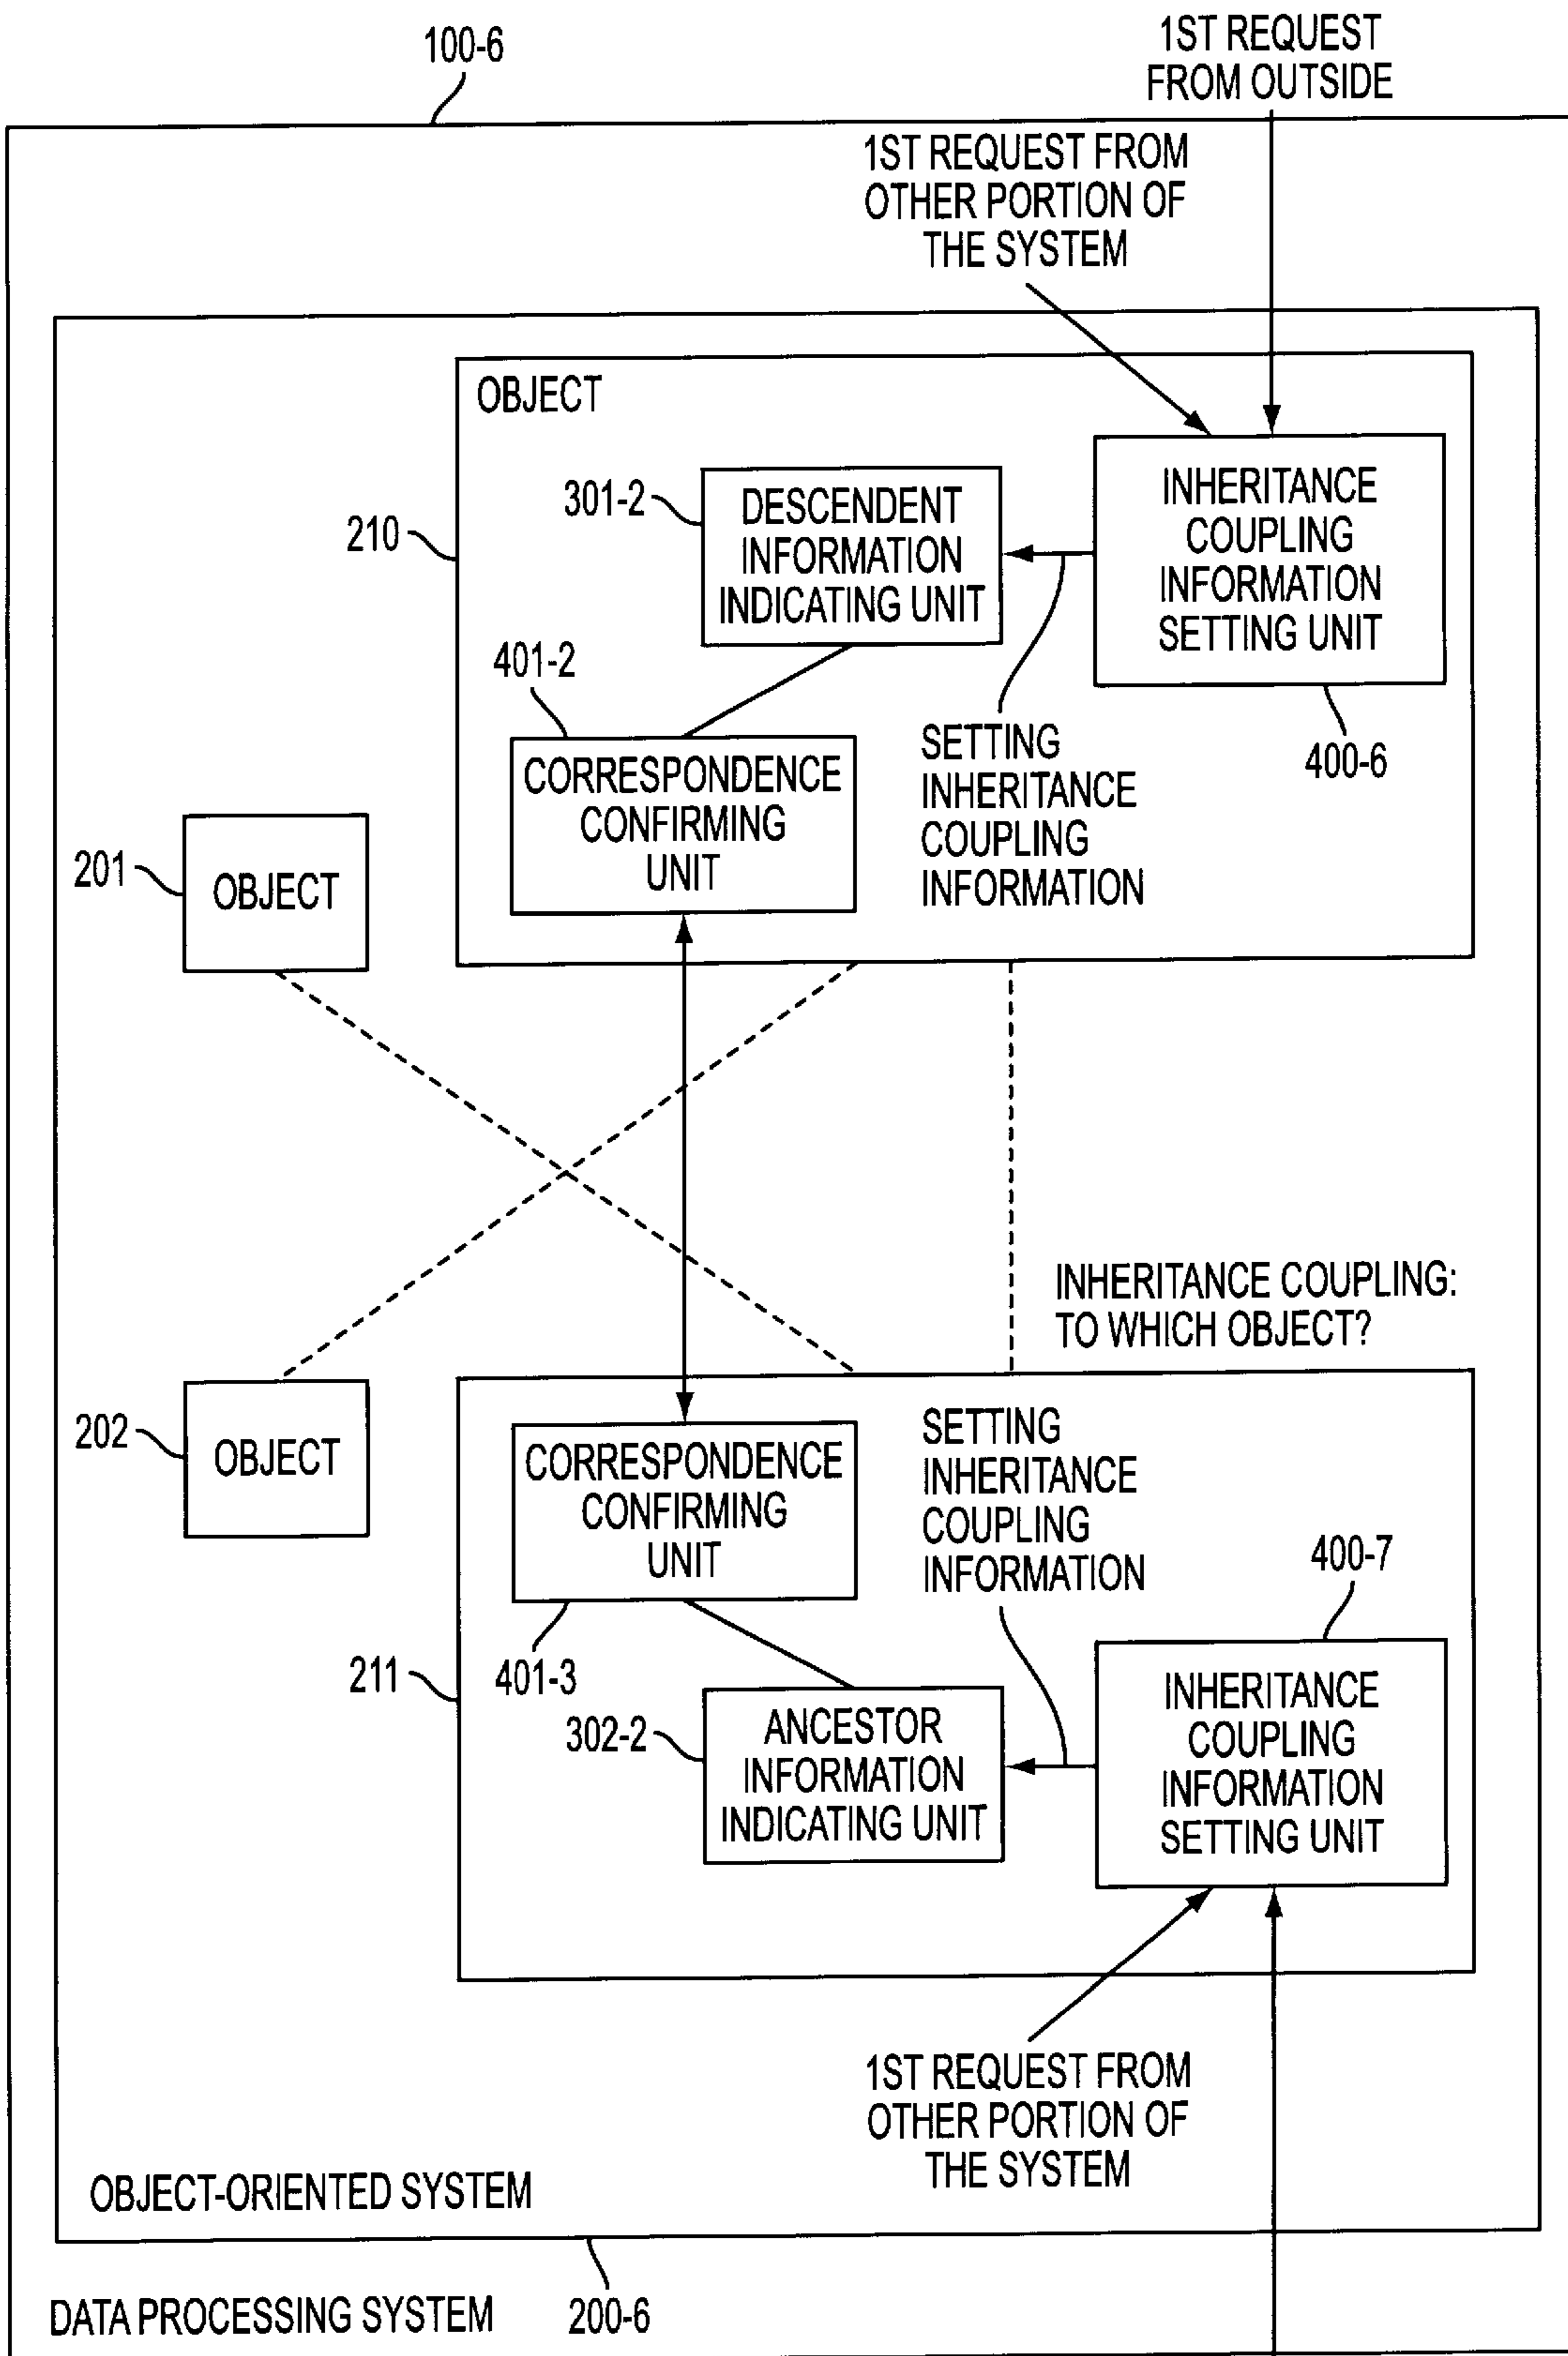 100-6
1ST REQUEST
FROM OUTSIDE
1ST REQUEST FROM
OTHER PORTION OF
THE SYSTEM
OBJECT
301-2
DESCENDENT
INFORMATION
INDICATING UNIT
INHERITANCE
COUPLING
INFORMATION
SETTING UNIT
210
401-2
SETTING
INHERITANCE
COUPLING
INFORMATION
400-6
CORRESPONDENCE
CONFIRMING
UNIT
201
OBJECT
INHERITANCE COUPLING:
TO WHICH OBJECT?
202
OBJECT
CORRESPONDENCE
CONFIRMING
UNIT
SETTING
INHERITANCE
COUPLING
INFORMATION
400-7
211
401-3
302-2
ANCESTOR
INFORMATION
INDICATING UNIT
INHERITANCE
COUPLING
INFORMATION
SETTING UNIT
1ST REQUEST FROM
OTHER PORTION OF
THE SYSTEM
OBJECT-ORIENTED SYSTEM
DATA PROCESSING SYSTEM
200-6